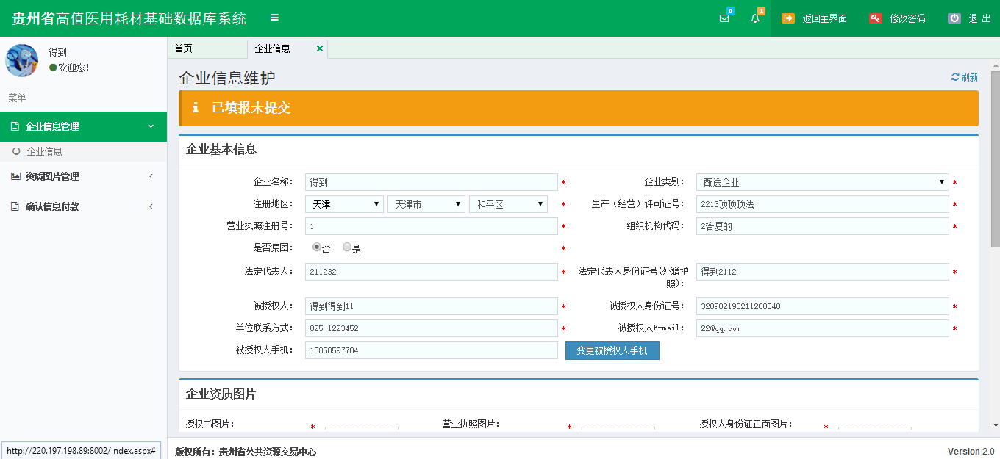 贵州省高值医用耗材基础数据库系统
0
1
返回主界面
修改密码
退 出
得到
欢迎您!
菜单
企业信息管理
企业信息
资质图片管理
确认信息付款
首页
企业信息
企业信息维护
刷新
已填报未提交
企业基本信息
企业名称: 得到 *
企业类别: 配送企业 *
注册地区: 天津 天津市 和平区 *
生产(经营)许可证号: 2213顶顶顶法 *
营业执照注册号: 1 *
组织机构代码: 2答复的 *
是否集团: 否 是 *
法定代表人: 211232 *
法定代表人身份证号(外籍护照): 得到2112 *
被授权人: 得到得到11 *
被授权人身份证号: 320902198211200040 *
单位联系方式: 025-1223452 *
被授权人E-mail: 22@qq.com *
被授权人手机: 15850597704
变更被授权人手机
企业资质图片
授权书图片: *
营业执照图片: *
授权人身份证正面图片: *
http://220.197.198.89:8002/Index.aspx#
版权所有: 贵州省公共资源交易中心
Version 2.0